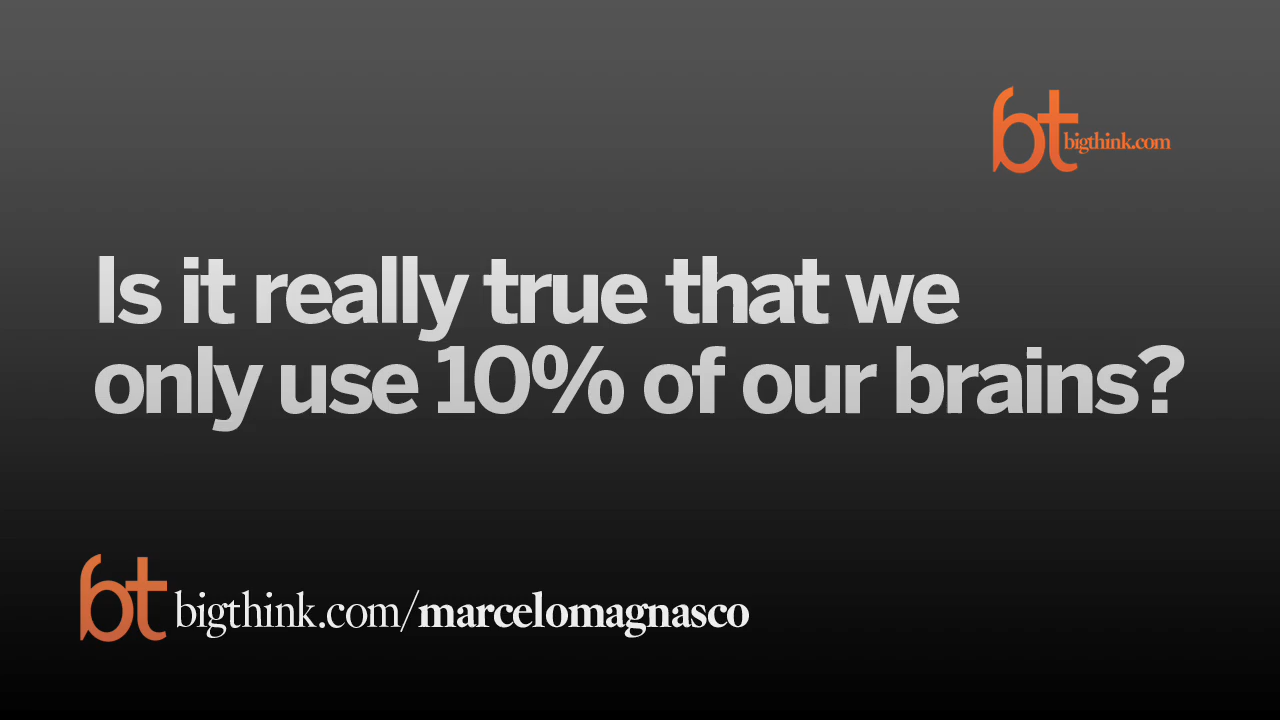 bt bigthink.com
Is it really true that we
only use 10% of our brains?
bt bigthink.com/marcelomagnasco